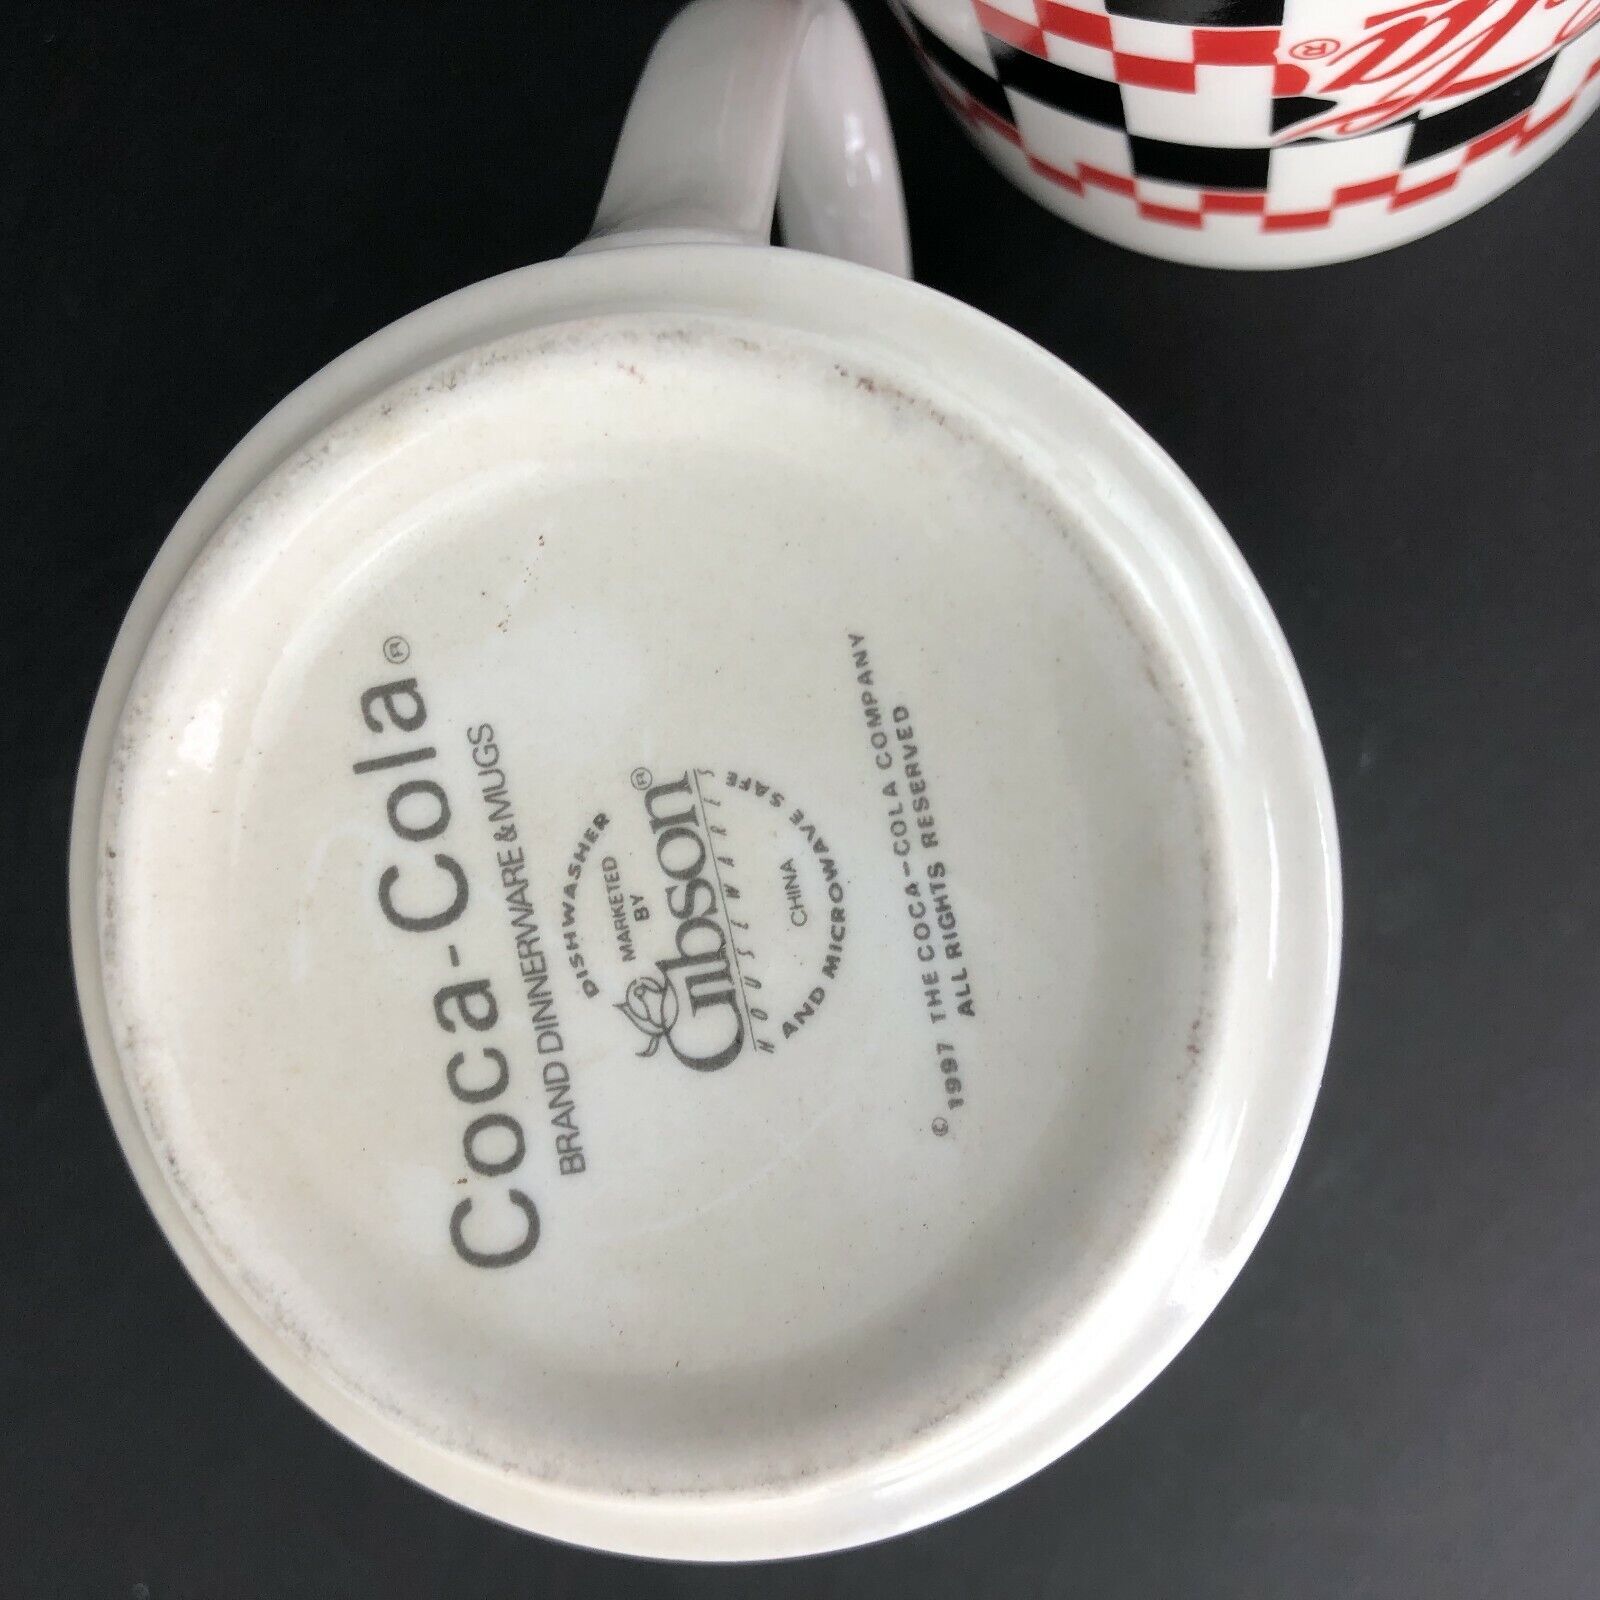 Coca-Cola®
BRAND DINNERWARE & MUGS
DISHWASHER
MARKETED
BY
Gibson®
HOUSEWARES
CHINA
AND MICROWAVE SAFE
© 1997 THE COCA-COLA COMPANY
ALL RIGHTS RESERVED
®